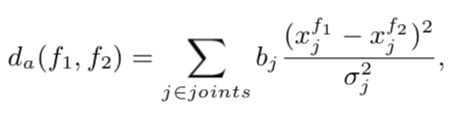 d_a(f_1, f_2) = \sum_{j \in joints} b_j \frac{(x_j^{f_1} - x_j^{f_2})^2}{\sigma_j^2},